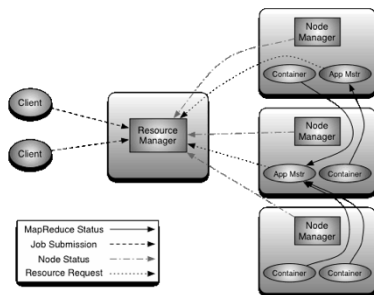 Node
Manager
Container
App Mstr
Client
Client
Resource
Manager
Node
Manager
App Mstr
Container
Node
Manager
Container
Container
MapReduce Status
Job Submission
Node Status
Resource Request